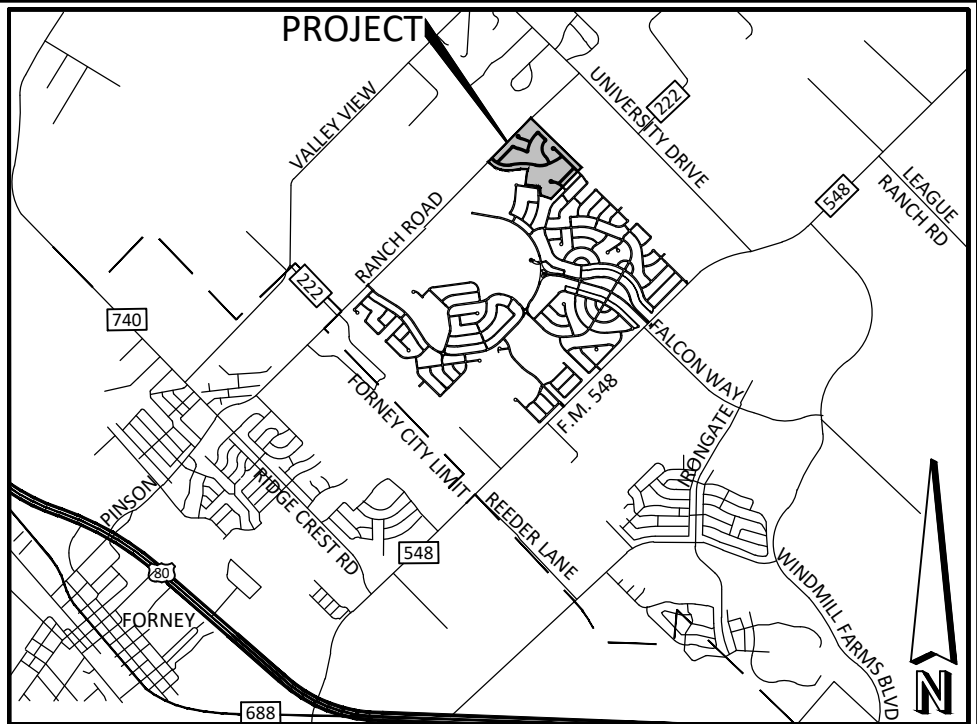 PROJECT
UNIVERSITY DRIVE
222
VALLEY VIEW
LEAGUE
RANCH RD
548
RANCH ROAD
222
740
FALCON WAY
F.M. 548
FORNEY CITY LIMIT
IRONGATE
RIDGE CREST RD
PINSON
REEDER LANE
548
WINDMILL FARMS BLVD
80
FORNEY
N
688